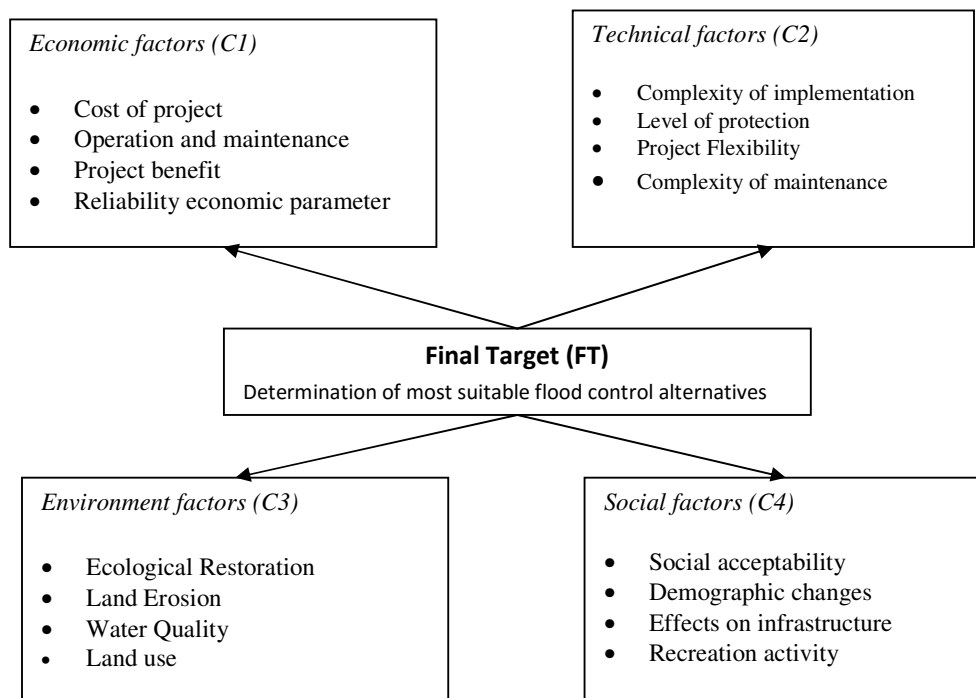 Economic factors (C1)
• Cost of project
• Operation and maintenance
• Project benefit
• Reliability economic parameter
Technical factors (C2)
• Complexity of implementation
• Level of protection
• Project Flexibility
• Complexity of maintenance
Final Target (FT)
Determination of most suitable flood control alternatives
Environment factors (C3)
• Ecological Restoration
• Land Erosion
• Water Quality
• Land use
Social factors (C4)
• Social acceptability
• Demographic changes
• Effects on infrastructure
• Recreation activity